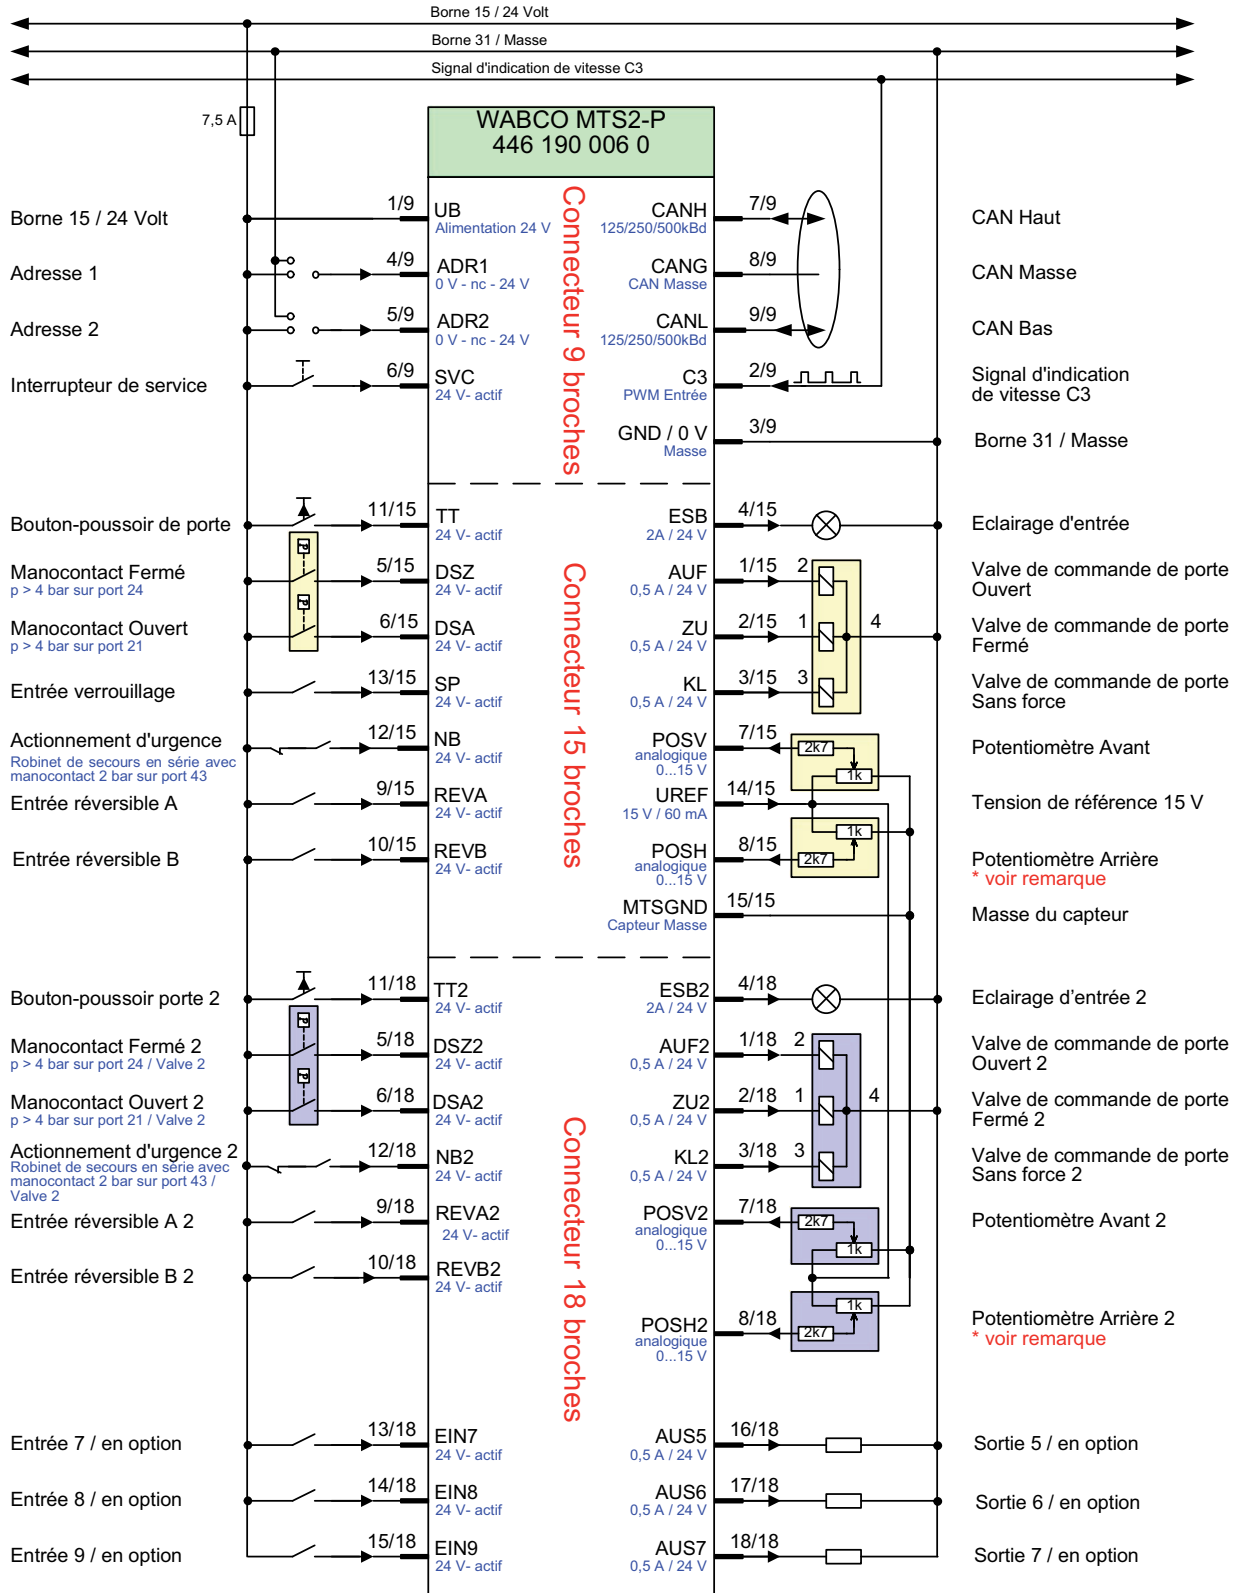 Borne 15 / 24 Volt
Borne 31 / Masse
Signal d'indication de vitesse C3
7,5 A
WABCO MTS2-P
446 190 006 0
Connecteur 9 broches
Borne 15 / 24 Volt
1/9
UB
Alimentation 24 V
CANH
125/250/500kBd
7/9
CAN Haut
Adresse 1
4/9
ADR1
0 V - nc - 24 V
CANG
CAN Masse
8/9
CAN Masse
Adresse 2
5/9
ADR2
0 V - nc - 24 V
CANL
125/250/500kBd
9/9
CAN Bas
Interrupteur de service
6/9
SVC
24 V- actif
C3
PWM Entrée
2/9
Signal d'indication
de vitesse C3
GND / 0 V
Masse
3/9
Borne 31 / Masse
Connecteur 15 broches
Bouton-poussoir de porte
11/15
TT
24 V- actif
ESB
2A / 24 V
4/15
Eclairage d'entrée
Manocontact Fermé
p > 4 bar sur port 24
P
5/15
DSZ
24 V- actif
AUF
0,5 A / 24 V
1/15
2
Valve de commande de porte
Ouvert
Manocontact Ouvert
p > 4 bar sur port 21
P
6/15
DSA
24 V- actif
ZU
0,5 A / 24 V
2/15
1
4
Valve de commande de porte
Fermé
Entrée verrouillage
13/15
SP
24 V- actif
KL
0,5 A / 24 V
3/15
3
Valve de commande de porte
Sans force
Actionnement d'urgence
Robinet de secours en série avec
manocontact 2 bar sur port 43
12/15
NB
24 V- actif
POSV
analogique
0...15 V
7/15
2k7
1k
Potentiomètre Avant
Entrée réversible A
9/15
REVA
24 V- actif
UREF
15 V / 60 mA
14/15
Tension de référence 15 V
Entrée réversible B
10/15
REVB
24 V- actif
POSH
analogique
0...15 V
8/15
1k
2k7
Potentiomètre Arrière
* voir remarque
MTSGND
Capteur Masse
15/15
Masse du capteur
Connecteur 18 broches
Bouton-poussoir porte 2
11/18
TT2
24 V- actif
ESB2
2A / 24 V
4/18
Eclairage d'entrée 2
Manocontact Fermé 2
p > 4 bar sur port 24 / Valve 2
P
5/18
DSZ2
24 V- actif
AUF2
0,5 A / 24 V
1/18
2
Valve de commande de porte
Ouvert 2
Manocontact Ouvert 2
p > 4 bar sur port 21 / Valve 2
P
6/18
DSA2
24 V- actif
ZU2
0,5 A / 24 V
2/18
1
4
Valve de commande de porte
Fermé 2
Actionnement d'urgence 2
Robinet de secours en série avec
manocontact 2 bar sur port 43 /
Valve 2
12/18
NB2
24 V- actif
KL2
0,5 A / 24 V
3/18
3
Valve de commande de porte
Sans force 2
Entrée réversible A 2
9/18
REVA2
24 V- actif
POSV2
analogique
0...15 V
7/18
2k7
1k
Potentiomètre Avant 2
Entrée réversible B 2
10/18
REVB2
24 V- actif
POSH2
analogique
0...15 V
8/18
1k
2k7
Potentiomètre Arrière 2
* voir remarque
Entrée 7 / en option
13/18
EIN7
24 V- actif
AUS5
0,5 A / 24 V
16/18
Sortie 5 / en option
Entrée 8 / en option
14/18
EIN8
24 V- actif
AUS6
0,5 A / 24 V
17/18
Sortie 6 / en option
Entrée 9 / en option
15/18
EIN9
24 V- actif
AUS7
0,5 A / 24 V
18/18
Sortie 7 / en option